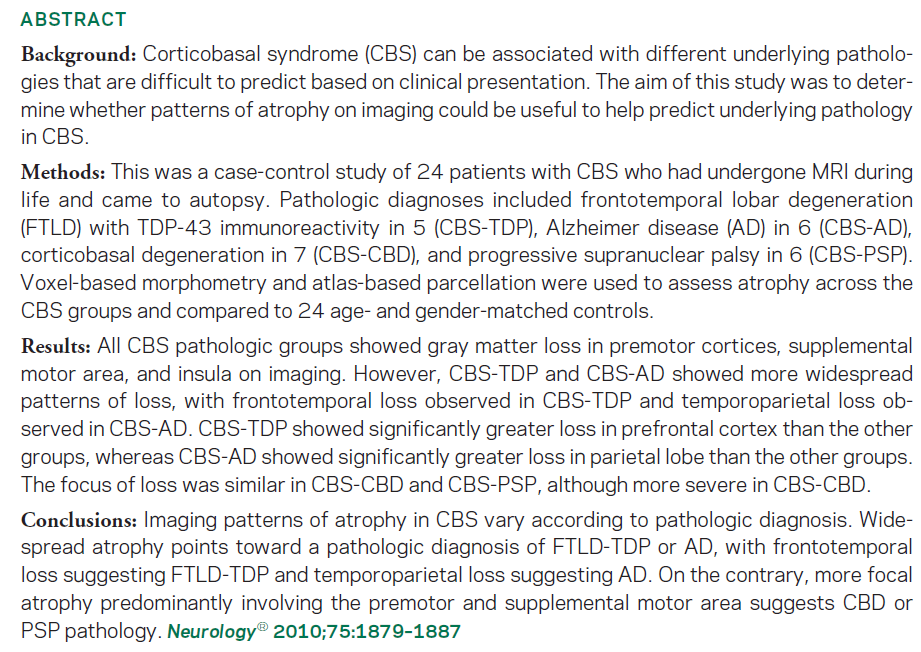 ABSTRACT
Background: Corticobasal syndrome (CBS) can be associated with different underlying patholo-
gies that are difficult to predict based on clinical presentation. The aim of this study was to deter-
mine whether patterns of atrophy on imaging could be useful to help predict underlying pathology
in CBS.
Methods: This was a case-control study of 24 patients with CBS who had undergone MRI during
life and came to autopsy. Pathologic diagnoses included frontotemporal lobar degeneration
(FTLD) with TDP-43 immunoreactivity in 5 (CBS-TDP), Alzheimer disease (AD) in 6 (CBS-AD),
corticobasal degeneration in 7 (CBS-CBD), and progressive supranuclear palsy in 6 (CBS-PSP).
Voxel-based morphometry and atlas-based parcellation were used to assess atrophy across the
CBS groups and compared to 24 age- and gender-matched controls.
Results: All CBS pathologic groups showed gray matter loss in premotor cortices, supplemental
motor area, and insula on imaging. However, CBS-TDP and CBS-AD showed more widespread
patterns of loss, with frontotemporal loss observed in CBS-TDP and temporoparietal loss ob-
served in CBS-AD. CBS-TDP showed significantly greater loss in prefrontal cortex than the other
groups, whereas CBS-AD showed significantly greater loss in parietal lobe than the other groups.
The focus of loss was similar in CBS-CBD and CBS-PSP, although more severe in CBS-CBD.
Conclusions: Imaging patterns of atrophy in CBS vary according to pathologic diagnosis. Wide-
spread atrophy points toward a pathologic diagnosis of FTLD-TDP or AD, with frontotemporal
loss suggesting FTLD-TDP and temporoparietal loss suggesting AD. On the contrary, more focal
atrophy predominantly involving the premotor and supplemental motor area suggests CBD or
PSP pathology. Neurology® 2010;75:1879–1887